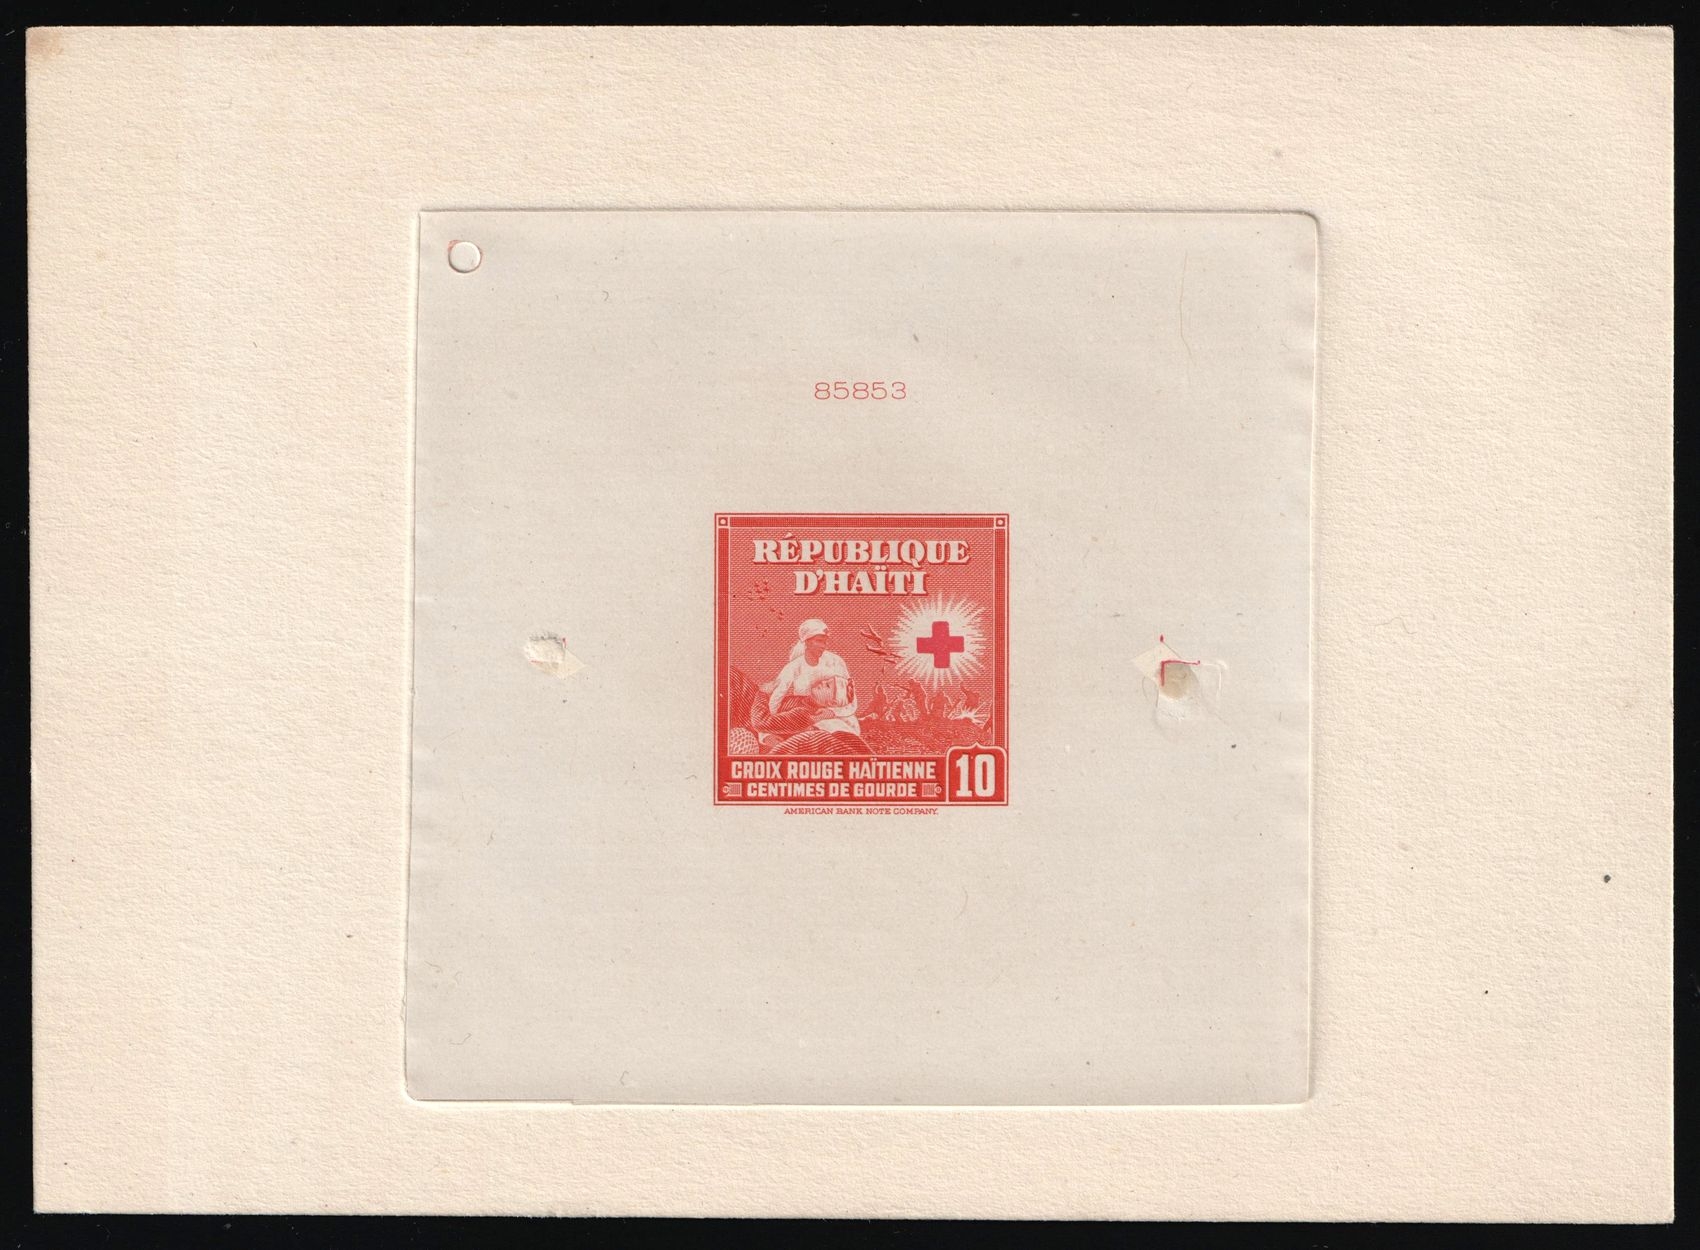 85853
RÉPUBLIQUE
D'HAÏTI
CROIX ROUGE HAÏTIENNE
CENTIMES DE GOURDE
10
AMERICAN BANK NOTE COMPANY.